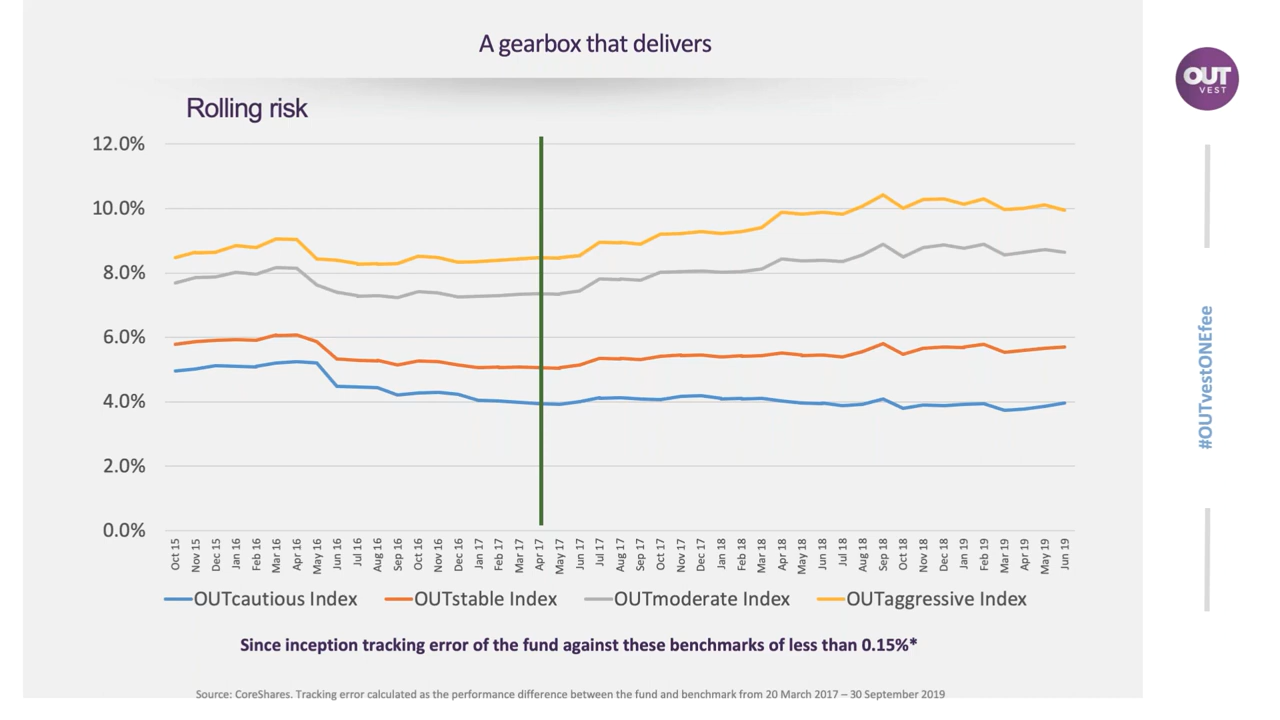 A gearbox that delivers
OUT
VEST
Rolling risk
12.0%
10.0%
8.0%
6.0%
4.0%
2.0%
0.0%
Oct 15
Nov 15
Dec 15
Jan 16
Feb 16
Mar 16
Apr 16
May 16
Jun 16
Jul 16
Aug 16
Sep 16
Oct 16
Nov 16
Dec 16
Jan 17
Feb 17
Mar 17
Apr 17
May 17
Jun 17
Jul 17
Aug 17
Sep 17
Oct 17
Nov 17
Dec 17
Jan 18
Feb 18
Mar 18
Apr 18
May 18
Jun 18
Jul 18
Aug 18
Sep 18
Oct 18
Nov 18
Dec 18
Jan 19
Feb 19
Mar 19
Apr 19
May 19
Jun 19
OUTcautious Index
OUTstable Index
OUTmoderate Index
OUTaggressive Index
Since inception tracking error of the fund against these benchmarks of less than 0.15%*
Source: CoreShares. Tracking error calculated as the performance difference between the fund and benchmark from 20 March 2017 – 30 September 2019
#OUTvestONEfee